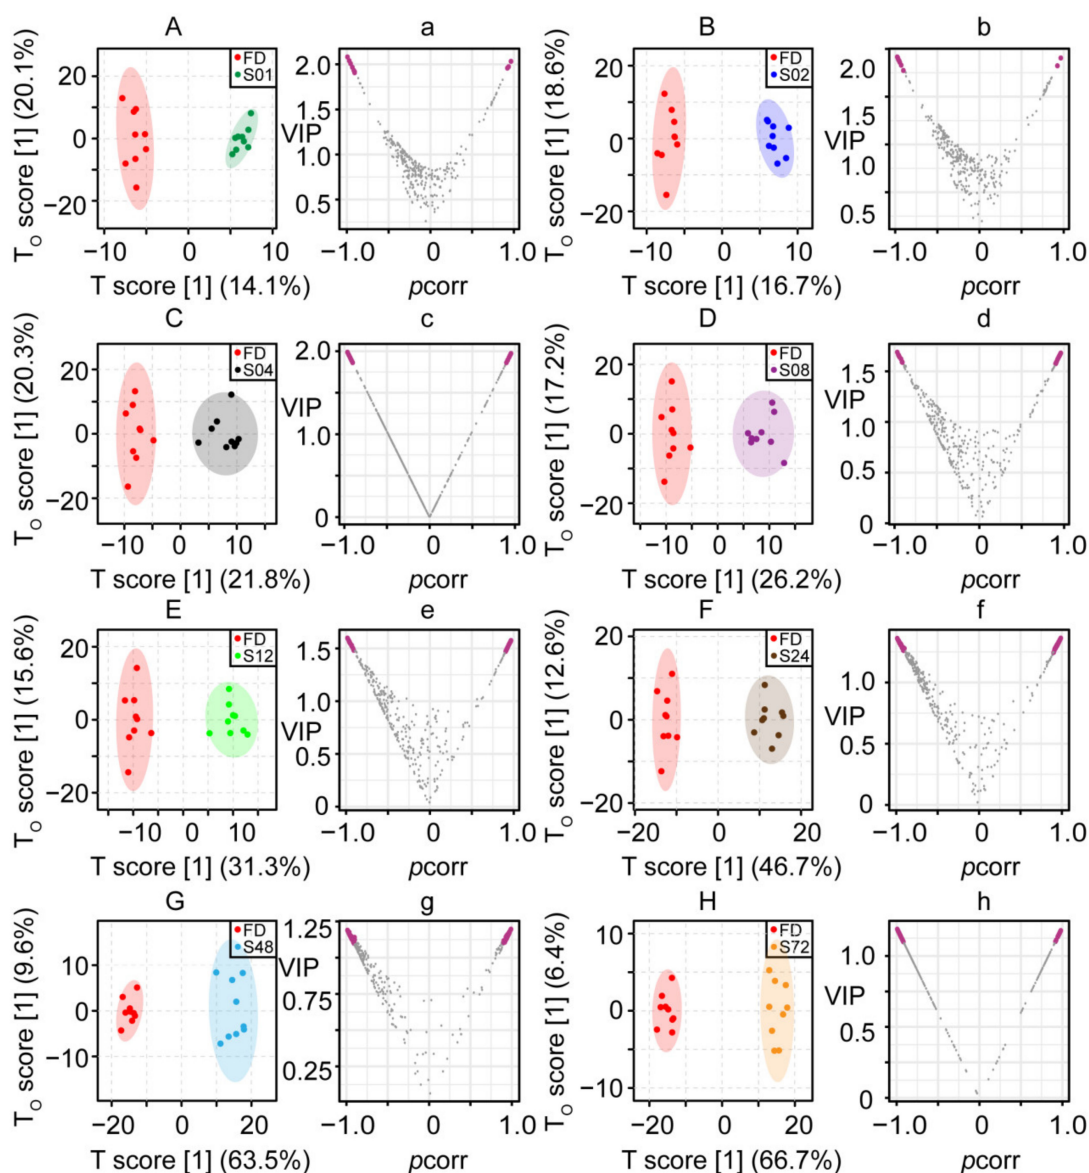 A
T_O score [1] (20.1%)
20
0
−20
FD
S01
−10 0 5 10
T score [1] (14.1%)
a
VIP
2.0
1.5
1.0
0.5
−1.0 0 1.0
pcorr
B
T_O score [1] (18.6%)
20
0
−20
FD
S02
−10 0 5 10
T score [1] (16.7%)
b
VIP
2.0
1.5
1.0
0.5
−1.0 0 1.0
pcorr
C
T_O score [1] (20.3%)
20
0
−20
FD
S04
−10 0 10
T score [1] (21.8%)
c
VIP
2.0
1.0
0
−1.0 0 1.0
pcorr
D
T_O score [1] (17.2%)
20
0
−20
FD
S08
−10 0 10
T score [1] (26.2%)
d
VIP
1.5
1.0
0.5
0
−1.0 0 1.0
pcorr
E
T_O score [1] (15.6%)
20
0
−20
FD
S12
−10 0 10
T score [1] (31.3%)
e
VIP
1.5
1.0
0.5
0
−1.0 0 1.0
pcorr
F
T_O score [1] (12.6%)
20
0
−20
FD
S24
−20 0 10 20
T score [1] (46.7%)
f
VIP
1.0
0.5
0
−1.0 0 1.0
pcorr
G
T_O score [1] (9.6%)
10
0
−10
FD
S48
−20 0 20
T score [1] (63.5%)
g
VIP
1.25
0.75
0.25
−1.0 0 1.0
pcorr
H
T_O score [1] (6.4%)
10
0
−10
FD
S72
−20 0 20
T score [1] (66.7%)
h
VIP
1.0
0.5
0
−1.0 0 1.0
pcorr